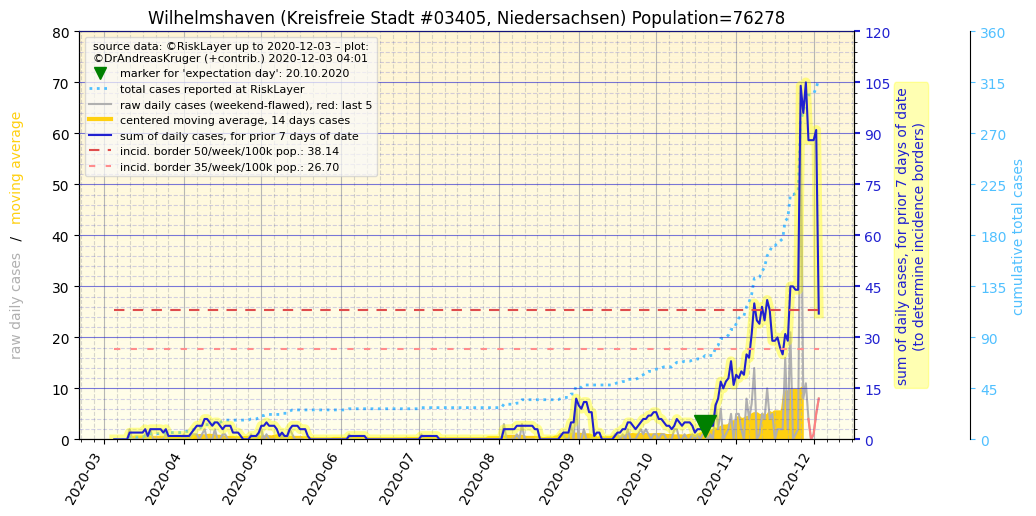 Wilhelmshaven (Kreisfreie Stadt #03405, Niedersachsen) Population=76278
source data: ©RiskLayer up to 2020-12-03 – plot:
©DrAndreasKruger (+contrib.) 2020-12-03 04:01
marker for 'expectation day': 20.10.2020
total cases reported at RiskLayer
raw daily cases (weekend-flawed), red: last 5
centered moving average, 14 days cases
sum of daily cases, for prior 7 days of date
incid. border 50/week/100k pop.: 38.14
incid. border 35/week/100k pop.: 26.70
raw daily cases / moving average
80
70
60
50
40
30
20
10
0
2020-03
2020-04
2020-05
2020-06
2020-07
2020-08
2020-09
2020-10
2020-11
2020-12
120
105
90
75
60
45
30
15
0
sum of daily cases, for prior 7 days of date
(to determine incidence borders)
360
315
270
225
180
135
90
45
0
cumulative total cases